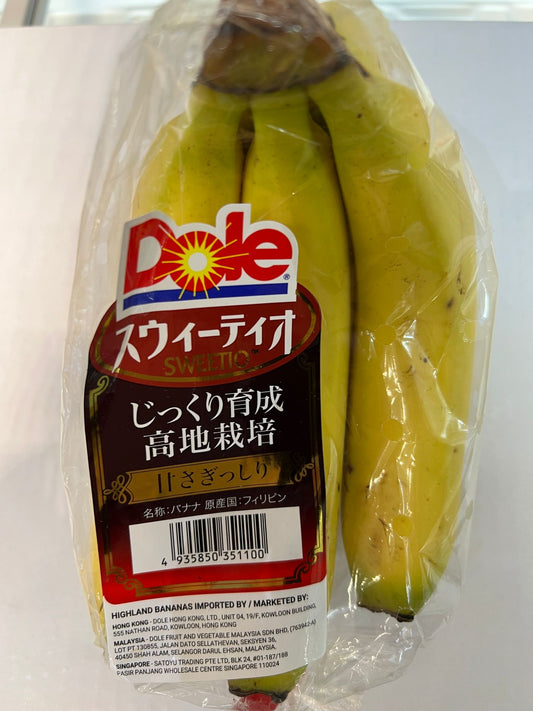 Dole
スウィーティオ
SWEETIO™
じっくり育成
高地栽培
甘さぎっしり
名称:バナナ 原産国:フィリピン
4 935850 351100
HIGHLAND BANANAS IMPORTED BY / MARKETED BY:
HONG KONG - DOLE HONG KONG, LTD., UNIT 04, 19/F, KOWLOON BUILDING,
555 NATHAN ROAD, KOWLOON, HONG KONG
MALAYSIA - DOLE FRUIT AND VEGETABLE MALAYSIA SDN BHD, (763942-A)
LOT PT 130855, JALAN DATO SELLATHEVAN, SEKSYEN 36,
40450 SHAH ALAM, SELANGOR DARUL EHSAN, MALAYSIA.
SINGAPORE - SATOYU TRADING PTE LTD, BLK 24, #01-187/188
PASIR PANJANG WHOLESALE CENTRE SINGAPORE 110024